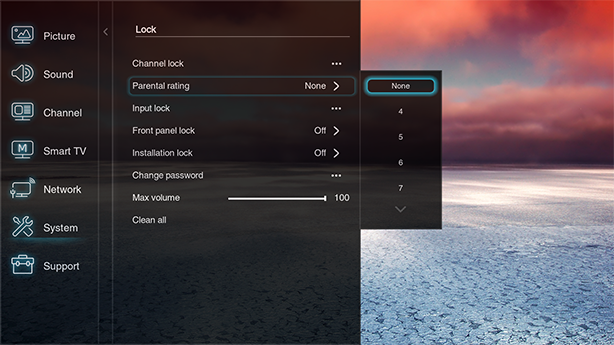 Picture
Sound
Channel
Smart TV
Network
System
Support
Lock
Channel lock •••
Parental rating None
Input lock •••
Front panel lock Off
Installation lock Off
Change password •••
Max volume 100
Clean all
None
4
5
6
7